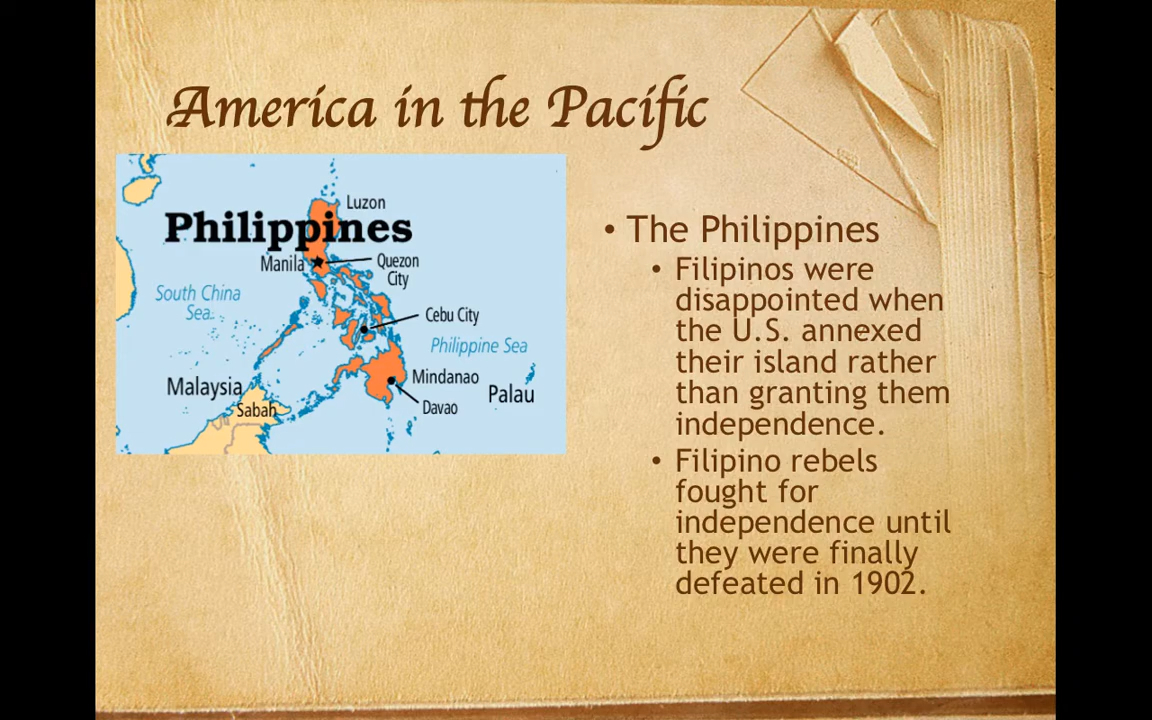 America in the Pacific
Luzon
Philippines
Manila
Quezon
City
South China
Sea
Cebu City
Philippine Sea
Malaysia
Mindanao
Palau
Sabah
Davao
• The Philippines
• Filipinos were
disappointed when
the U.S. annexed
their island rather
than granting them
independence.
• Filipino rebels
fought for
independence until
they were finally
defeated in 1902.